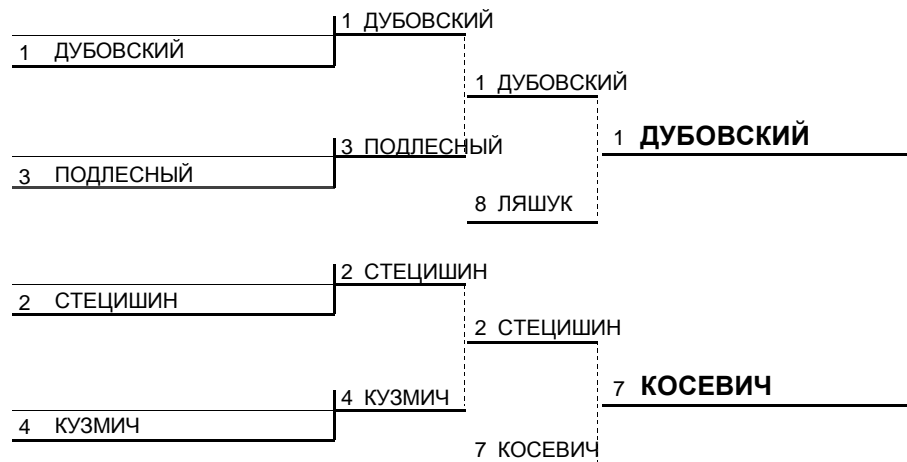 1 ДУБОВСКИЙ
1 ДУБОВСКИЙ
1 ДУБОВСКИЙ
1 ДУБОВСКИЙ
3 ПОДЛЕСНЫЙ
3 ПОДЛЕСНЫЙ
8 ЛЯШУК
2 СТЕЦИШИН
2 СТЕЦИШИН
2 СТЕЦИШИН
7 КОСЕВИЧ
4 КУЗМИЧ
4 КУЗМИЧ
7 КОСЕВИЧ